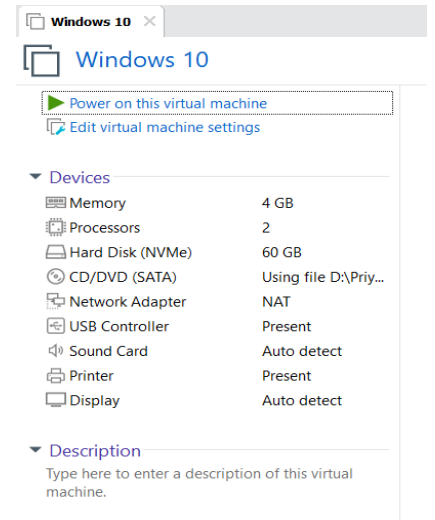 Windows 10
Windows 10
Power on this virtual machine
Edit virtual machine settings
Devices
Memory 4 GB
Processors 2
Hard Disk (NVMe) 60 GB
CD/DVD (SATA) Using file D:\Priy...
Network Adapter NAT
USB Controller Present
Sound Card Auto detect
Printer Present
Display Auto detect
Description
Type here to enter a description of this virtual
machine.